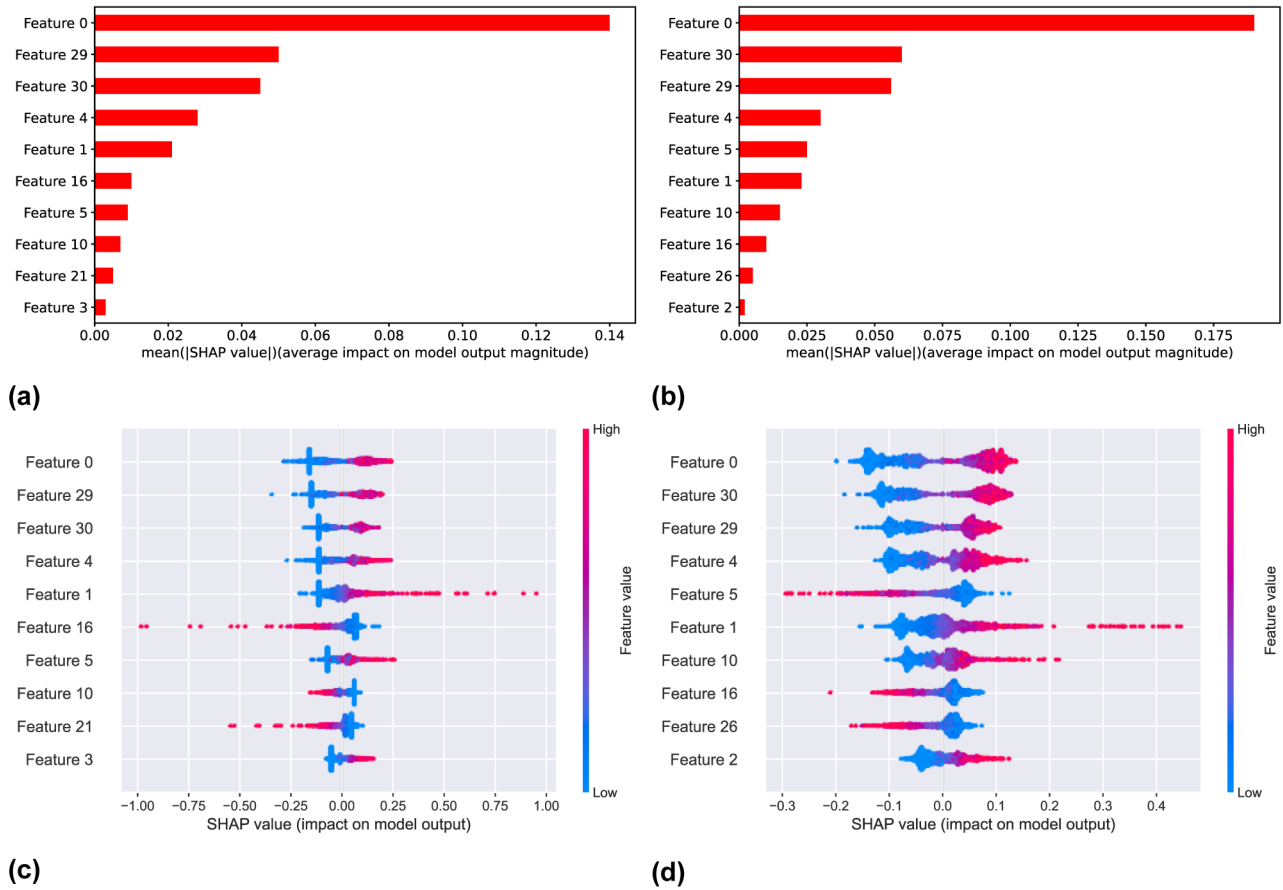 Feature 0
Feature 29
Feature 30
Feature 4
Feature 1
Feature 16
Feature 5
Feature 10
Feature 21
Feature 3
0.00 0.02 0.04 0.06 0.08 0.10 0.12 0.14
mean(|SHAP value|)(average impact on model output magnitude)
(a)
Feature 0
Feature 30
Feature 29
Feature 4
Feature 5
Feature 1
Feature 10
Feature 16
Feature 26
Feature 2
0.000 0.025 0.050 0.075 0.100 0.125 0.150 0.175
mean(|SHAP value|)(average impact on model output magnitude)
(b)
Feature 0
Feature 29
Feature 30
Feature 4
Feature 1
Feature 16
Feature 5
Feature 10
Feature 21
Feature 3
−1.00 −0.75 −0.50 −0.25 0.00 0.25 0.50 0.75 1.00
SHAP value (impact on model output)
High
Feature value
Low
(c)
Feature 0
Feature 30
Feature 29
Feature 4
Feature 5
Feature 1
Feature 10
Feature 16
Feature 26
Feature 2
−0.3 −0.2 −0.1 0.0 0.1 0.2 0.3 0.4
SHAP value (impact on model output)
High
Feature value
Low
(d)